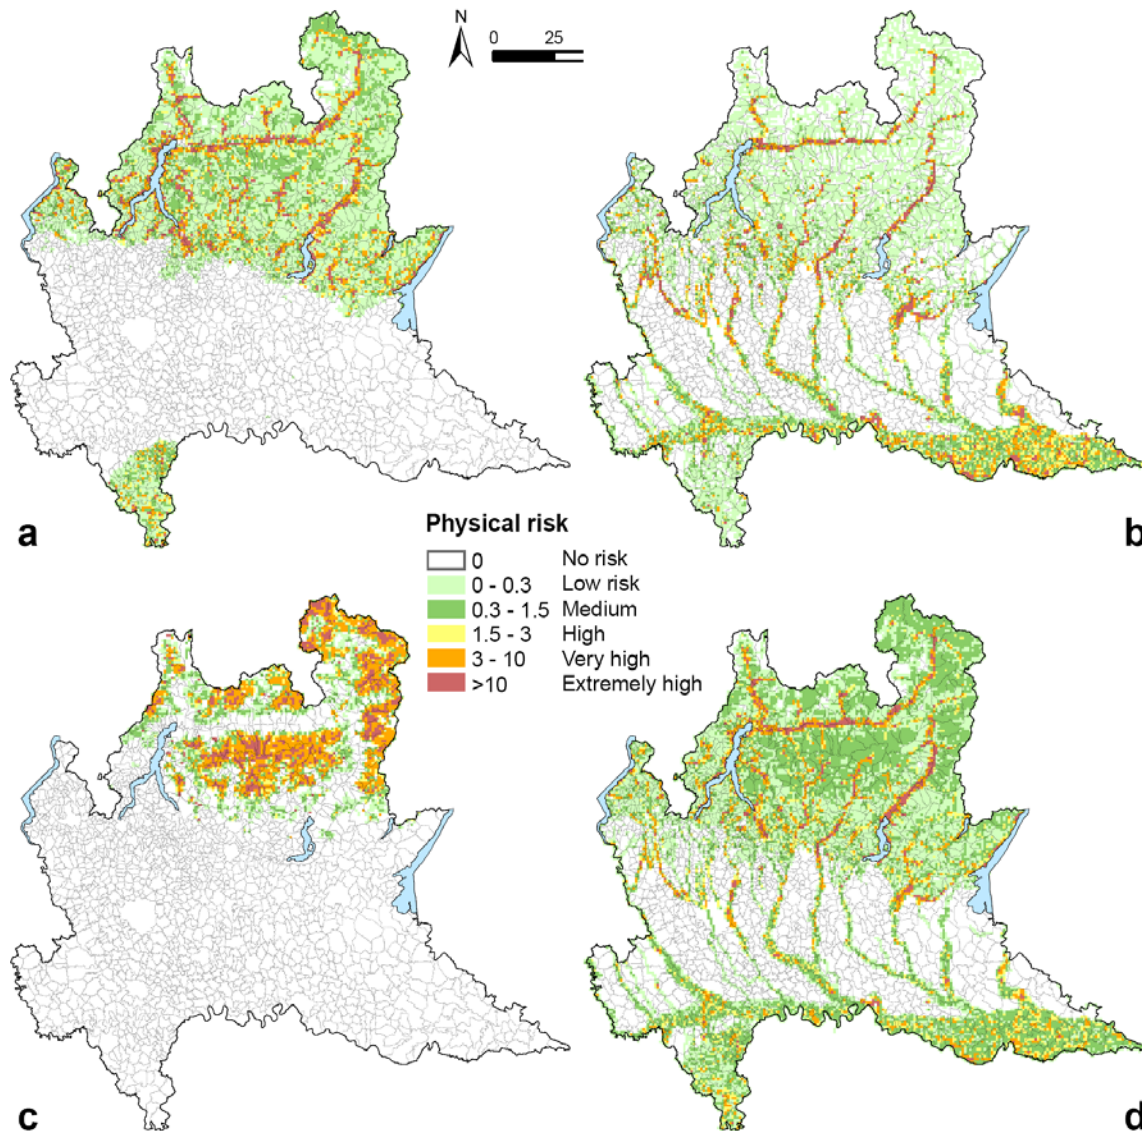 N
0 25
a
b
Physical risk
0 No risk
0 - 0.3 Low risk
0.3 - 1.5 Medium
1.5 - 3 High
3 - 10 Very high
>10 Extremely high
c
d